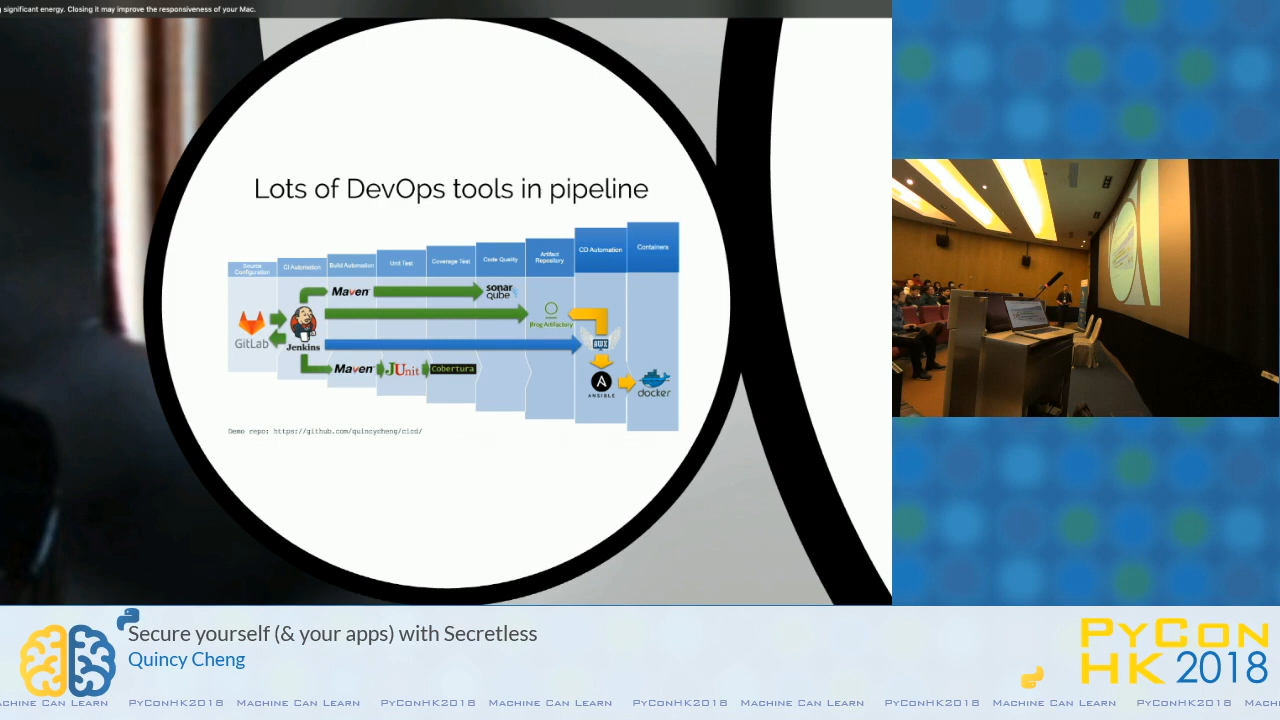 g significant energy. Closing it may improve the responsiveness of your Mac.
Lots of DevOps tools in pipeline
Source Configuration
CI Automation
Build Automation
Unit Test
Coverage Test
Code Quality
Artifact Repository
CD Automation
Containers
Maven
sonarqube
GitLab
Jenkins
JFrog Artifactory
AWX
Maven
JUnit
Cobertura
ANSIBLE
docker
Demo repo: https://github.com/quincycheng/cicd/
Secure yourself (& your apps) with Secretless
Quincy Cheng
PyCon
HK 2018
achine Can Learn PyConHK2018 Machine Can Learn PyConHK2018 Machine Can Learn PyConHK2018 Machine Can Learn PyConHK2018 Machine Can Learn PyConHK2018 Mach